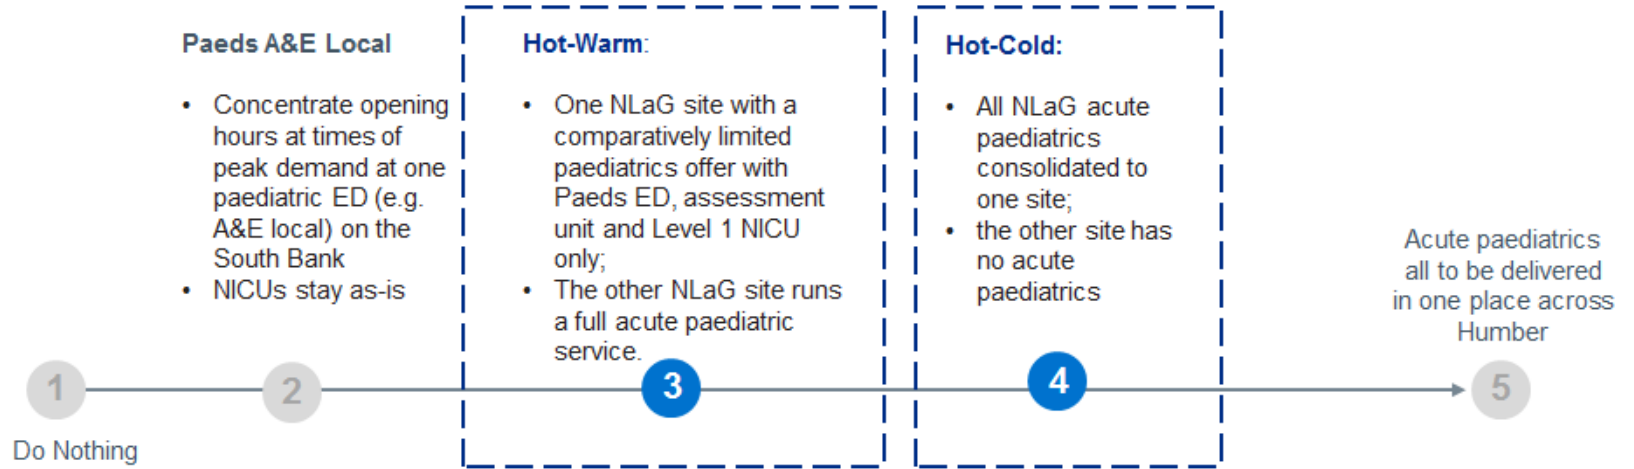 Paeds A&E Local
• Concentrate opening
hours at times of
peak demand at one
paediatric ED (e.g.
A&E local) on the
South Bank
• NICUs stay as-is
Hot-Warm:
• One NLaG site with a
comparatively limited
paediatrics offer with
Paeds ED, assessment
unit and Level 1 NICU
only;
• The other NLaG site runs
a full acute paediatric
service.
Hot-Cold:
• All NLaG acute
paediatrics
consolidated to
one site;
• the other site has
no acute
paediatrics
Acute paediatrics
all to be delivered
in one place across
Humber
1
2
3
4
5
Do Nothing